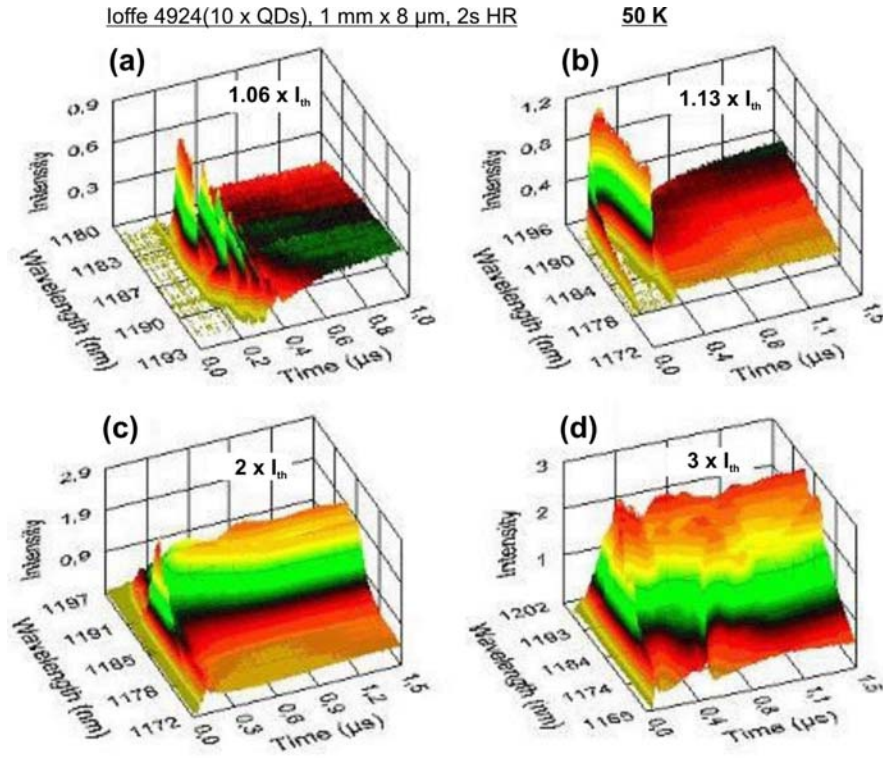 Ioffe 4924(10 x QDs), 1 mm x 8 µm, 2s HR 50 K
(a)
1.06 x Ith
0,9
0,6
0,3
Intensity
1180
1183
1187
1190
1193
Wavelength (nm)
0,0
0,2
0,4
0,6
0,8
1,0
Time (µs)
(b)
1.13 x Ith
1,2
0,8
0,4
Intensity
1196
1190
1184
1178
1172
Wavelength (nm)
0,0
0,4
0,8
1,1
1,5
Time (µs)
(c)
2 x Ith
2,9
1,9
0,9
Intensity
1197
1191
1185
1178
1172
Wavelength (nm)
0,0
0,3
0,6
0,9
1,2
1,5
Time (µs)
(d)
3 x Ith
3
2
1
Intensity
1202
1193
1184
1174
1165
Wavelength (nm)
0,0
0,4
0,8
1,1
1,5
Time (µs)